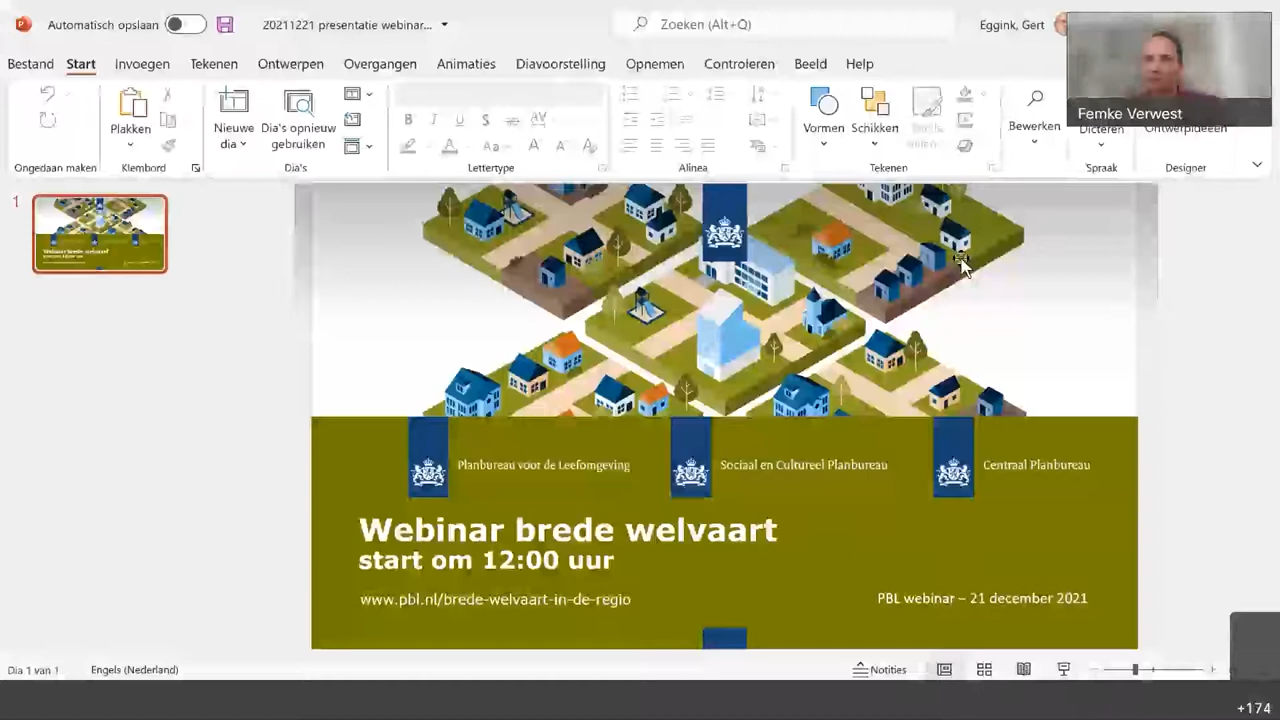 Automatisch opslaan
20211221 presentatie webinar...
Zoeken (Alt+Q)
Eggink, Gert
Bestand Start Invoegen Tekenen Ontwerpen Overgangen Animaties Diavoorstelling Opnemen Controleren Beeld Help
Femke Verwest
Plakken
Nieuwe dia
Dia's opnieuw gebruiken
Vormen
Schikken
Bewerken
Dicteren
Ontwerpideeën
Ongedaan maken
Klembord
Dia's
Lettertype
Alinea
Tekenen
Spraak
Designer
1
Planbureau voor de Leefomgeving
Sociaal en Cultureel Planbureau
Centraal Planbureau
Webinar brede welvaart
start om 12:00 uur
www.pbl.nl/brede-welvaart-in-de-regio
PBL webinar – 21 december 2021
Dia 1 van 1
Engels (Nederland)
Notities
+174